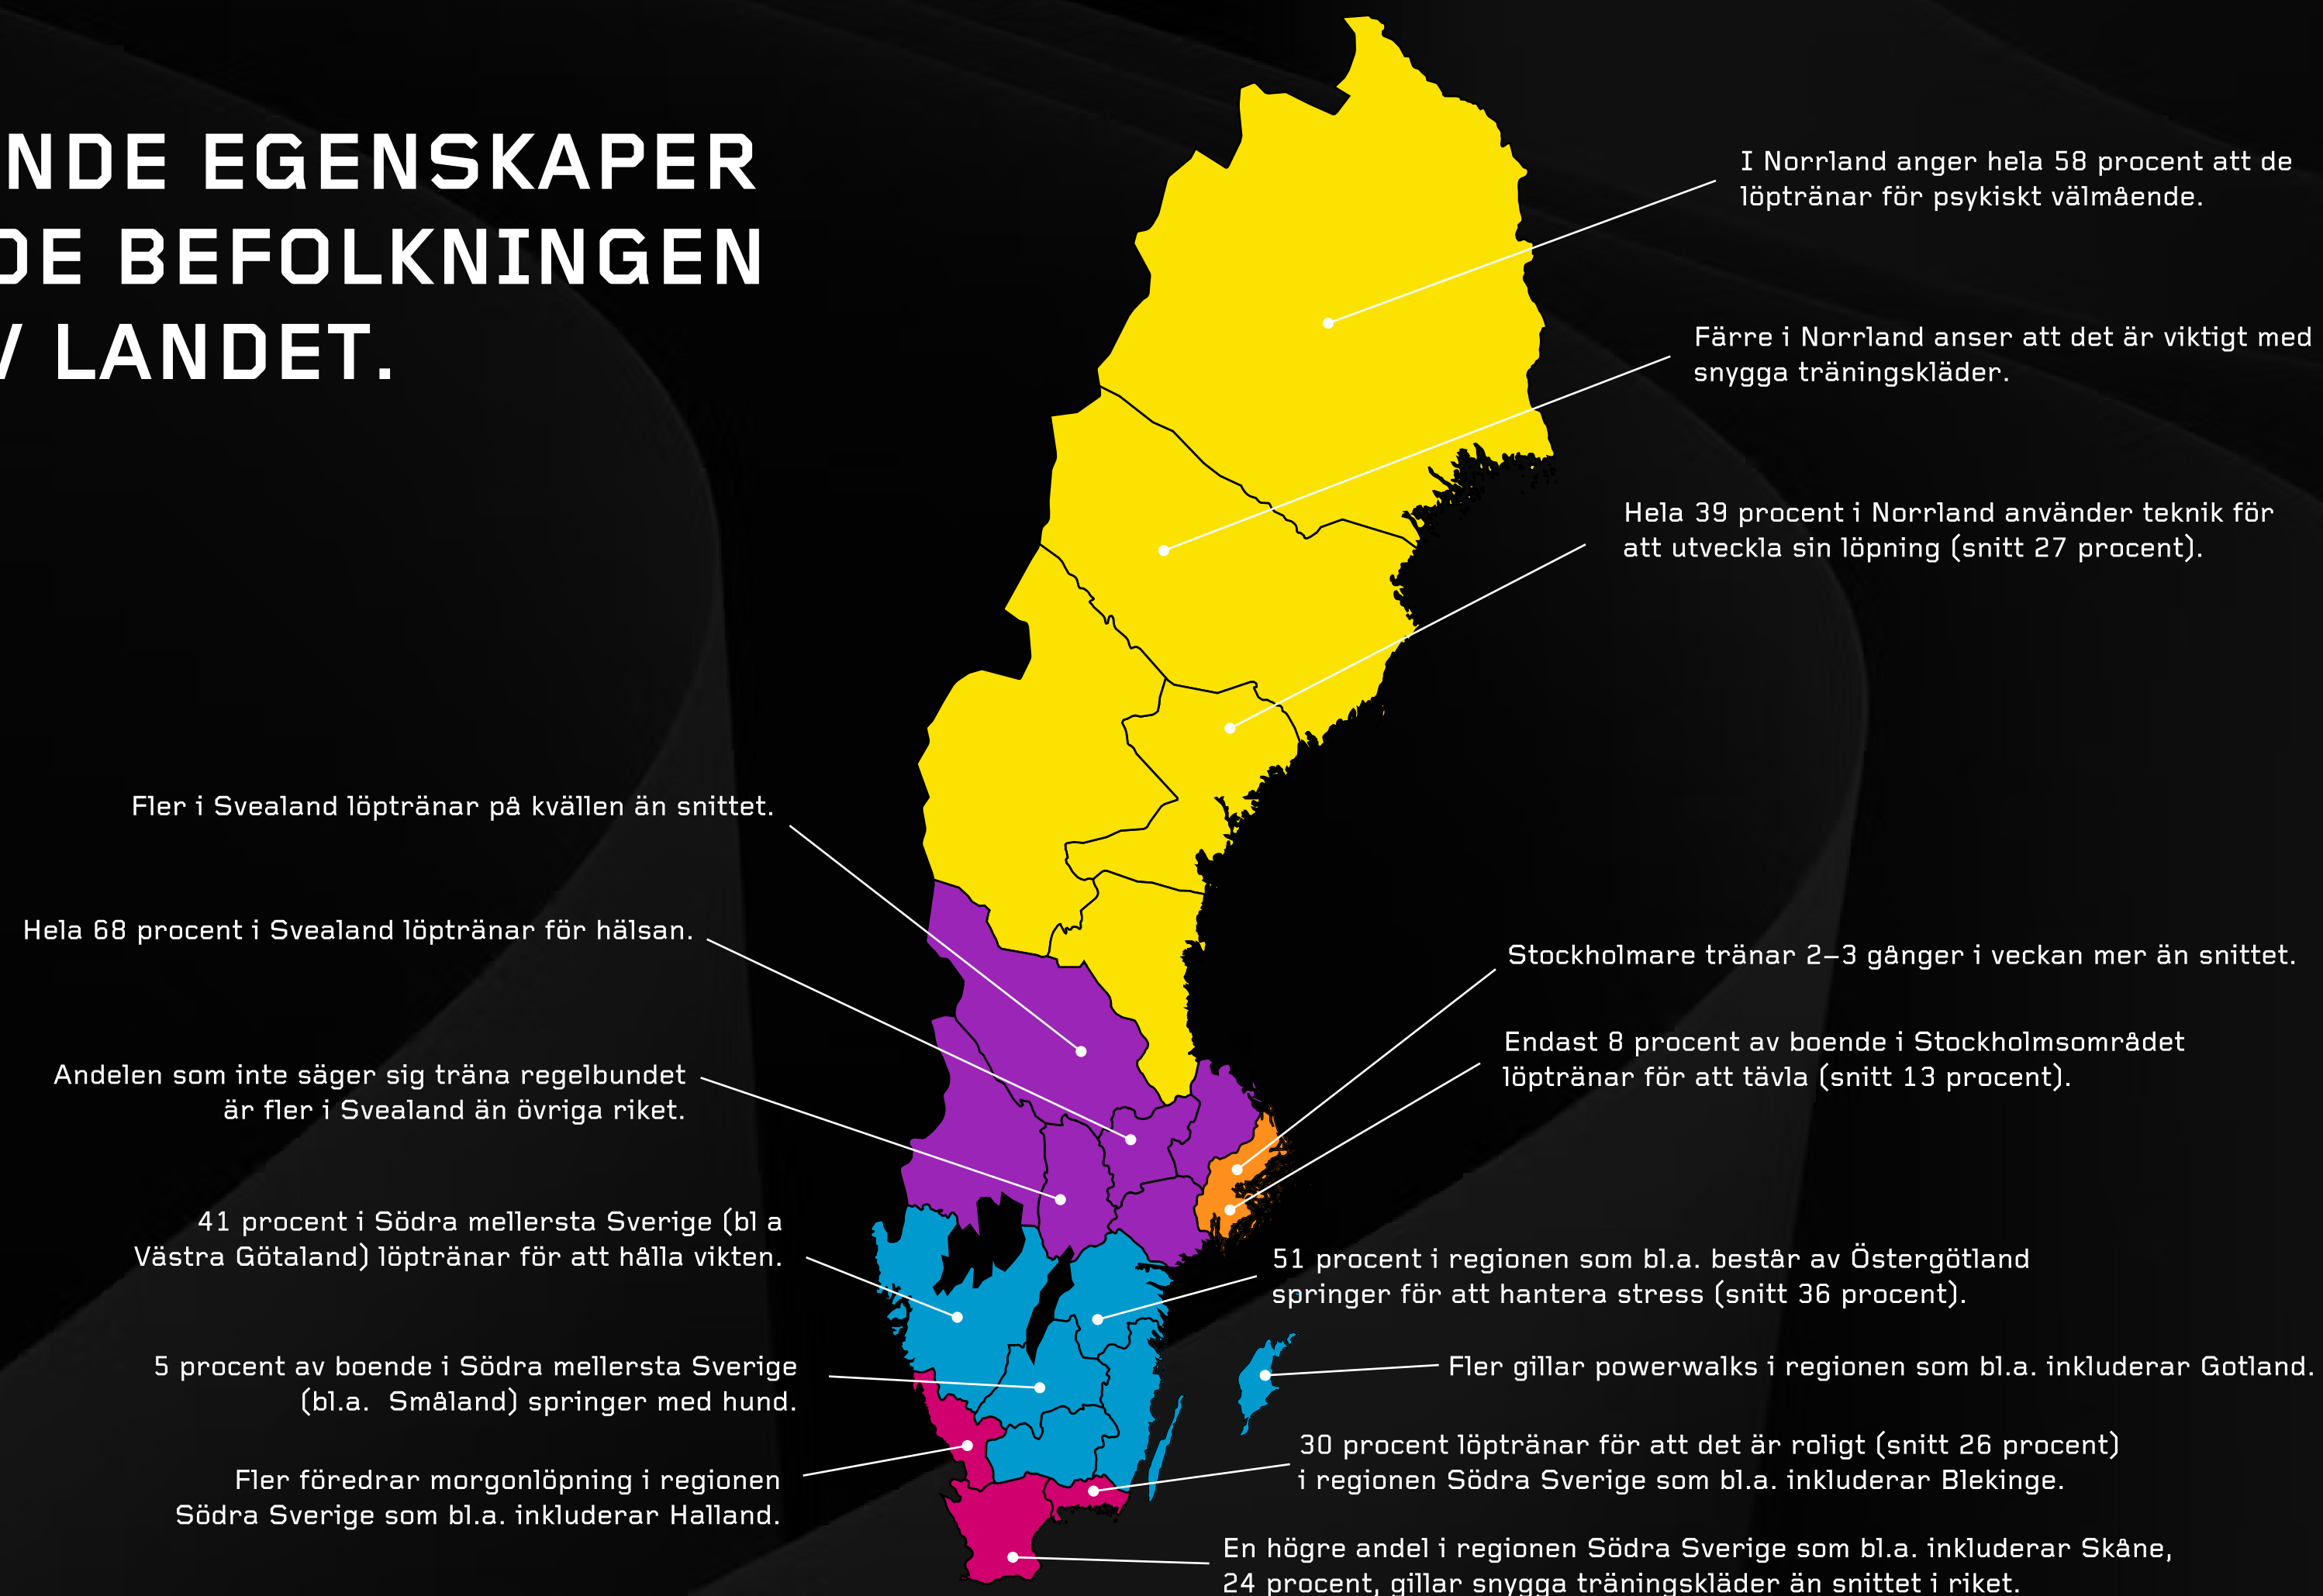 NDE EGENSKAPER
DE BEFOLKNINGEN
V LANDET.
I Norrland anger hela 58 procent att de
löptränar för psykiskt välmående.
Färre i Norrland anser att det är viktigt med
snygga träningskläder.
Hela 39 procent i Norrland använder teknik för
att utveckla sin löpning (snitt 27 procent).
Fler i Svealand löptränar på kvällen än snittet.
Hela 68 procent i Svealand löptränar för hälsan.
Andelen som inte säger sig träna regelbundet
är fler i Svealand än övriga riket.
41 procent i Södra mellersta Sverige (bl a
Västra Götaland) löptränar för att hålla vikten.
5 procent av boende i Södra mellersta Sverige
(bl.a. Småland) springer med hund.
Fler föredrar morgonlöpning i regionen
Södra Sverige som bl.a. inkluderar Halland.
Stockholmare tränar 2–3 gånger i veckan mer än snittet.
Endast 8 procent av boende i Stockholmsområdet
löptränar för att tävla (snitt 13 procent).
51 procent i regionen som bl.a. består av Östergötland
springer för att hantera stress (snitt 36 procent).
Fler gillar powerwalks i regionen som bl.a. inkluderar Gotland.
30 procent löptränar för att det är roligt (snitt 26 procent)
i regionen Södra Sverige som bl.a. inkluderar Blekinge.
En högre andel i regionen Södra Sverige som bl.a. inkluderar Skåne,
24 procent, gillar snygga träningskläder än snittet i riket.